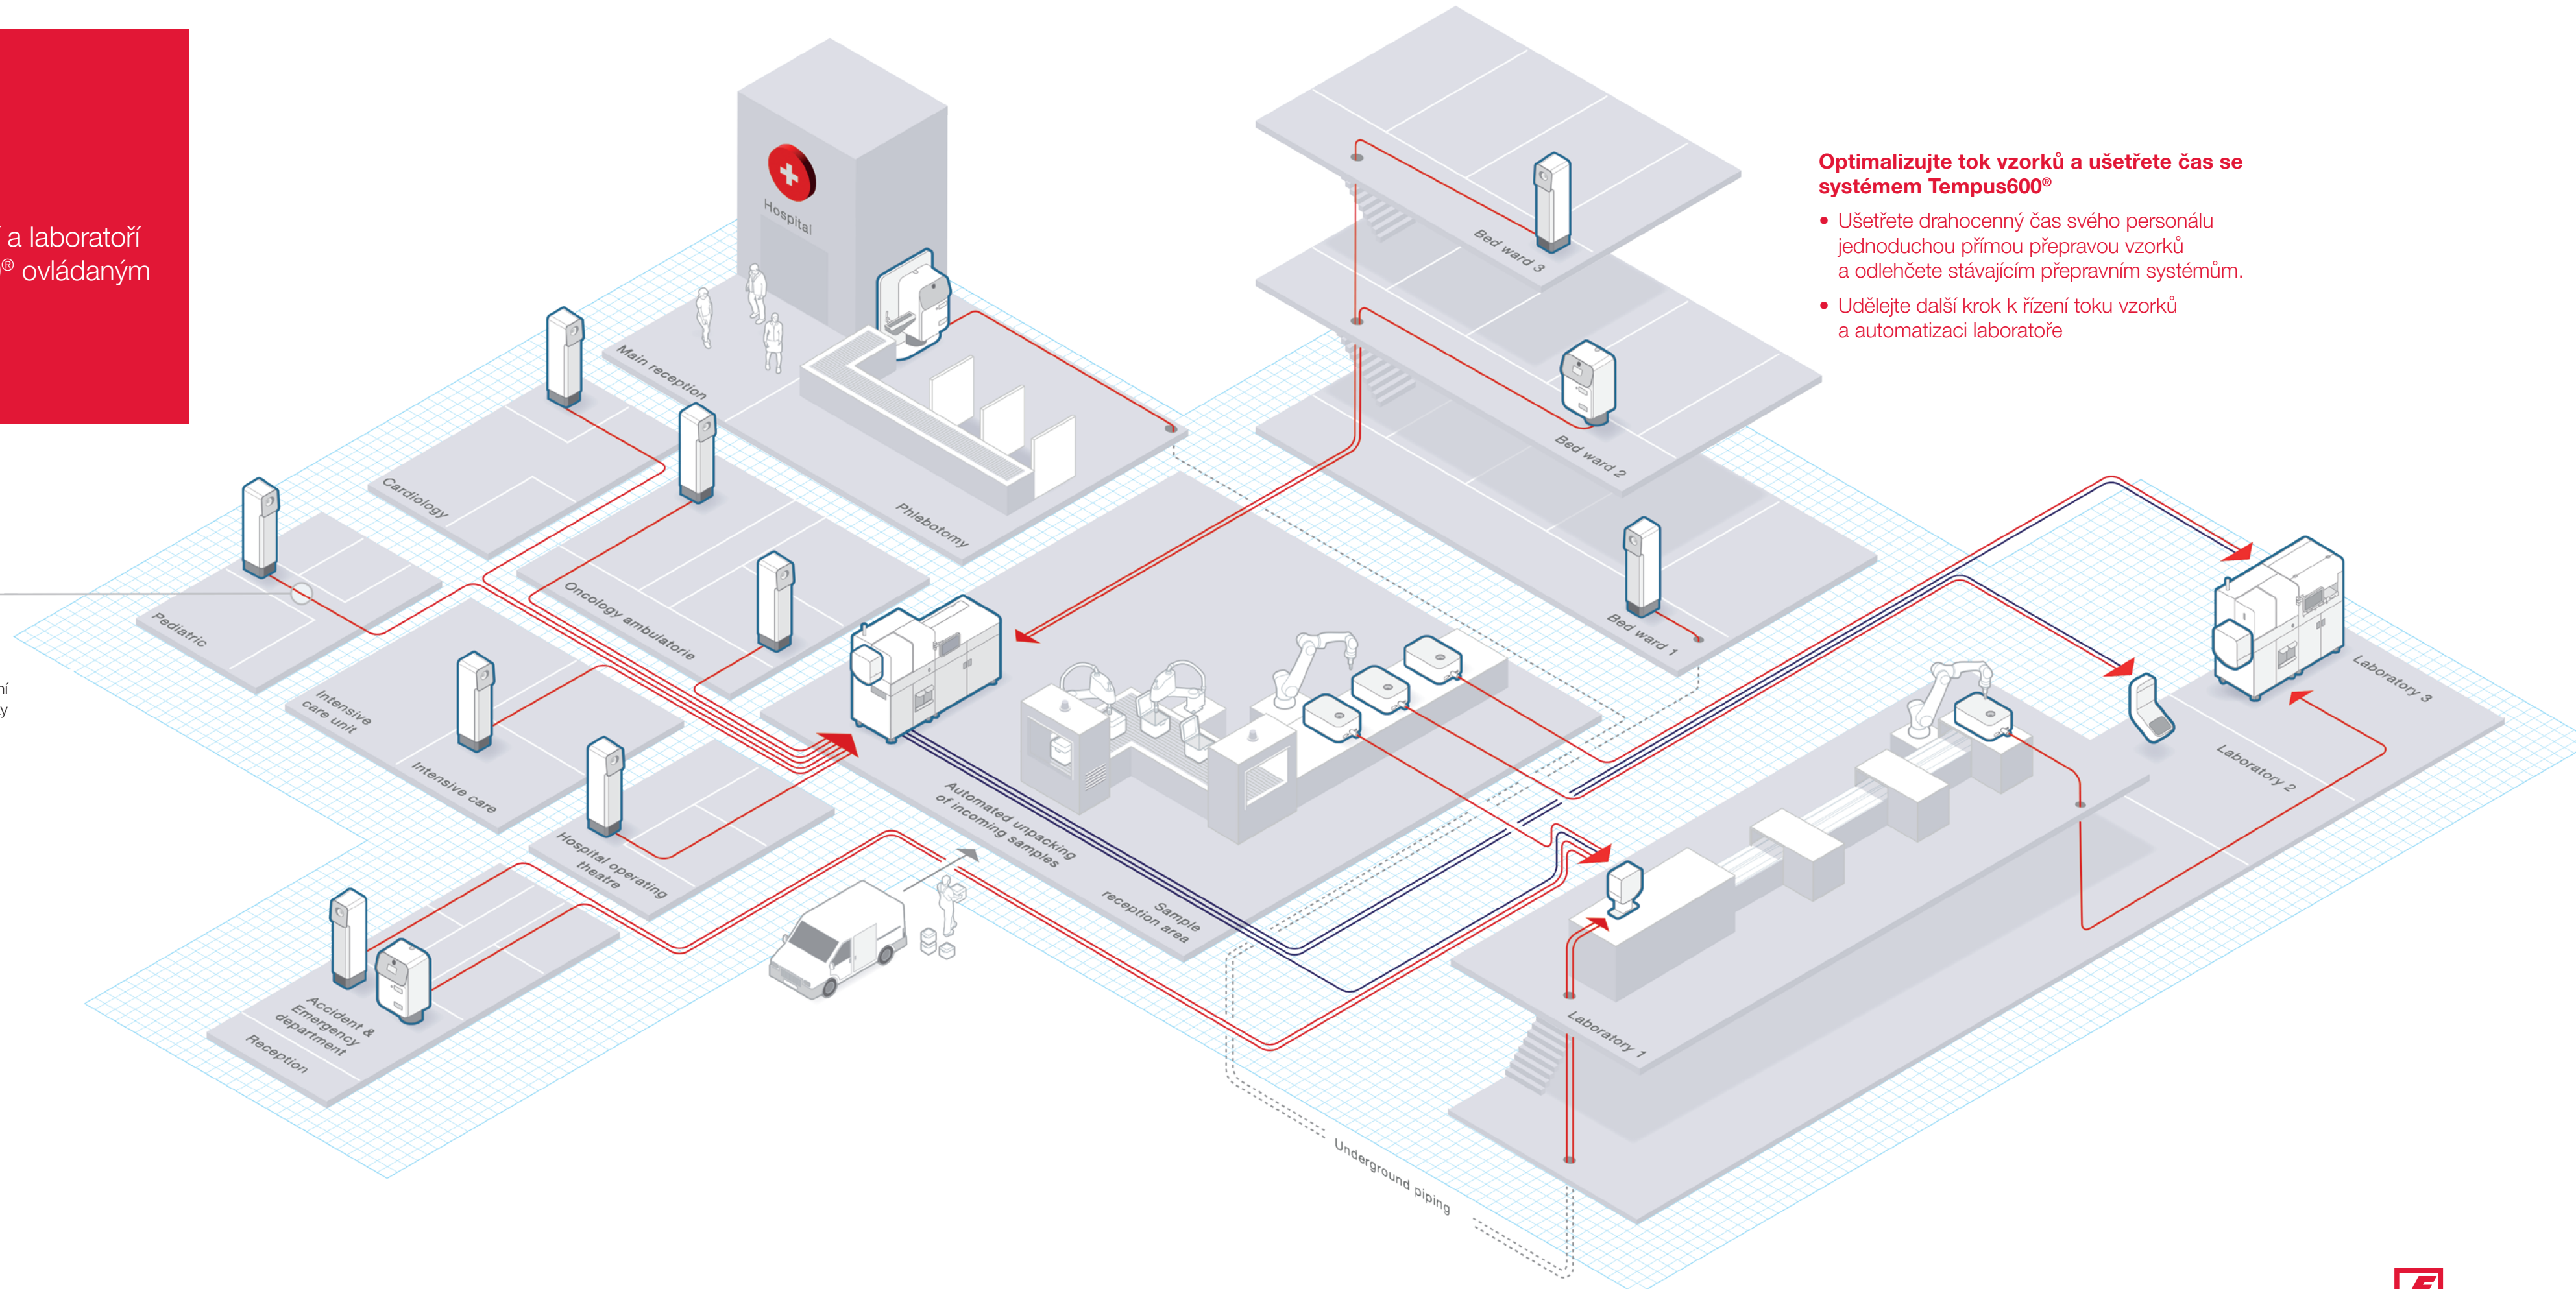 í a laboratoří
® ovládaným
ní
y
Optimalizujte tok vzorků a ušetřete čas se
systémem Tempus600®
• Ušetřete drahocenný čas svého personálu
jednoduchou přímou přepravou vzorků
a odlehčete stávajícím přepravním systémům.
• Udělejte další krok k řízení toku vzorků
a automatizaci laboratoře
Hospital
Main reception
Phlebotomy
Cardiology
Oncology ambulatorie
Pediatric
Intensive
care unit
Intensive care
Hospital operating
theatre
Accident &
Emergency
department
Reception
Automated unpacking
of incoming samples
Sample
reception area
Bed ward 3
Bed ward 2
Bed ward 1
Laboratory 3
Laboratory 2
Laboratory 1
Underground piping